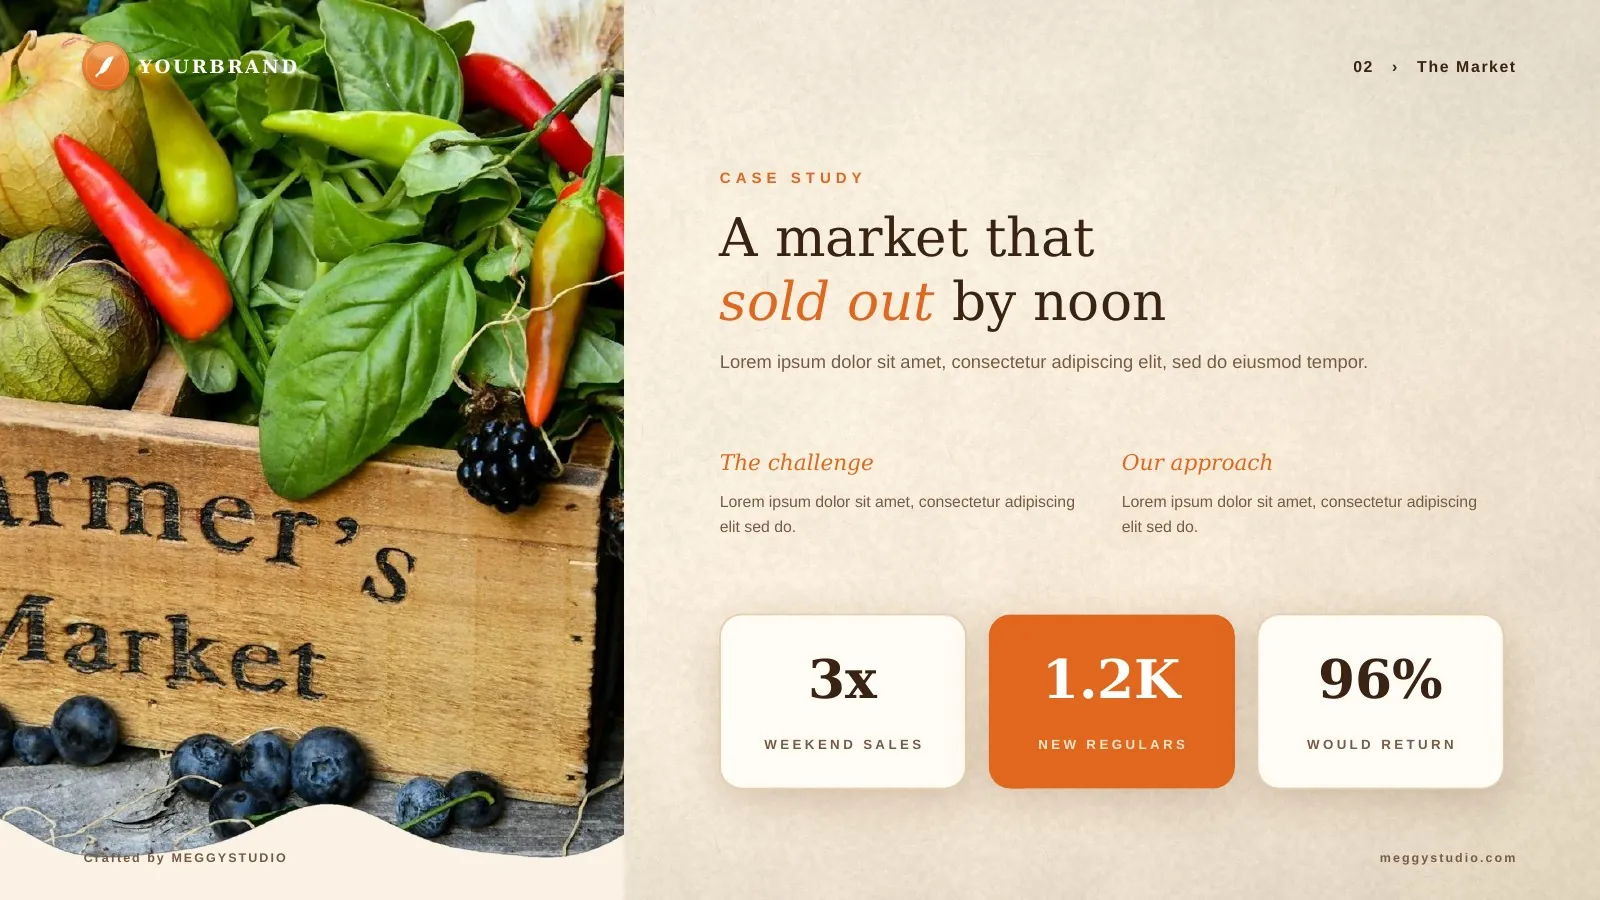 YOURBRAND
02 › The Market
CASE STUDY
A market that
sold out by noon
Lorem ipsum dolor sit amet, consectetur adipiscing elit, sed do eiusmod tempor.
The challenge
Lorem ipsum dolor sit amet, consectetur adipiscing
elit sed do.
Our approach
Lorem ipsum dolor sit amet, consectetur adipiscing
elit sed do.
3x
WEEKEND SALES
1.2K
NEW REGULARS
96%
WOULD RETURN
armer's
Market
Crafted by MEGGYSTUDIO
meggystudio.com